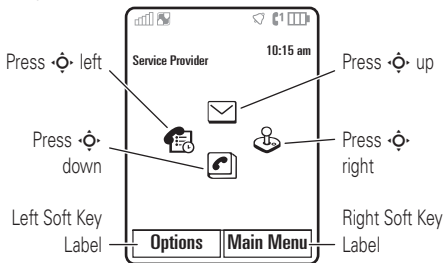 Service Provider
10:15 am
Press left
Press up
Press
down
Press
right
Left Soft Key
Label
Options
Main Menu
Right Soft Key
Label